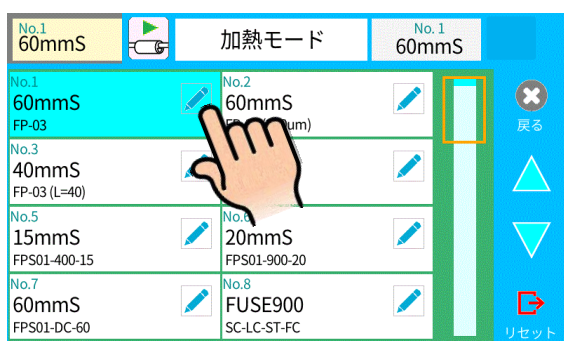 No.1
60mmS
加熱モード
No. 1
60mmS
No.1
60mmS
FP-03
No.2
60mmS
um)
No.3
40mmS
FP-03 (L=40)
No.5
15mmS
FPS01-400-15
No.6
20mmS
FPS01-900-20
No.7
60mmS
FPS01-DC-60
No.8
FUSE900
SC-LC-ST-FC
戻る
リセット